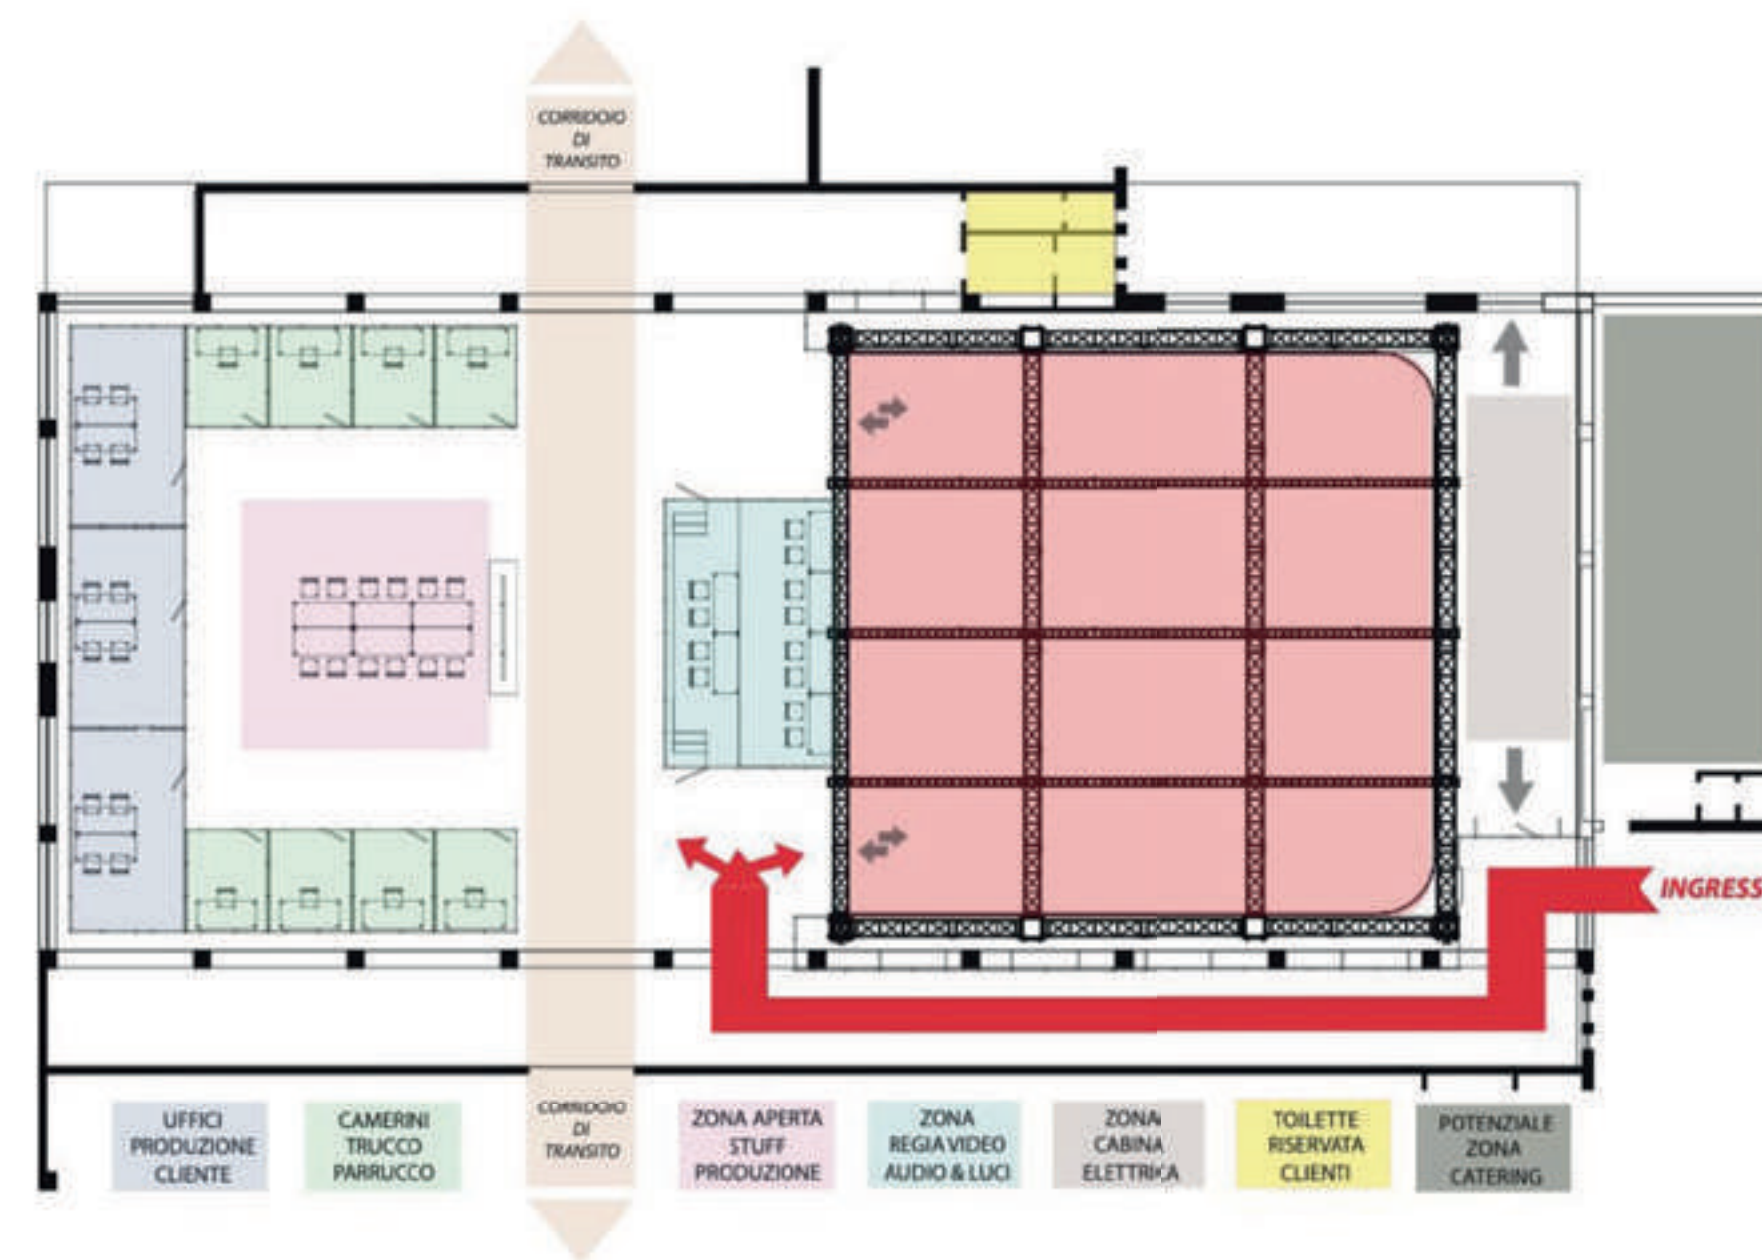 CORRIDOIO
DI
TRANSITO
INGRESS
CORRIDOIO
DI
TRANSITO
UFFICI
PRODUZIONE
CLIENTE
CAMERINI
TRUCCO
PARRUCCO
ZONA APERTA
STUFF
PRODUZIONE
ZONA
REGIA VIDEO
AUDIO & LUCI
ZONA
CABINA
ELETTRICA
TOILETTE
RISERVATA
CLIENTI
POTENZIALE
ZONA
CATERING